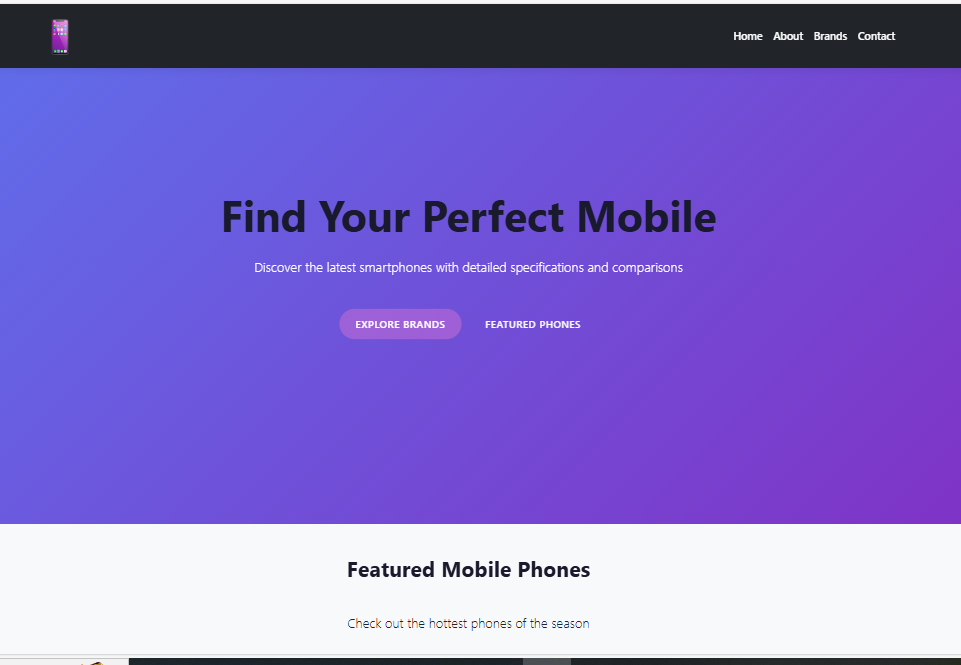 Home About Brands Contact
Find Your Perfect Mobile
Discover the latest smartphones with detailed specifications and comparisons
EXPLORE BRANDS FEATURED PHONES
Featured Mobile Phones
Check out the hottest phones of the season